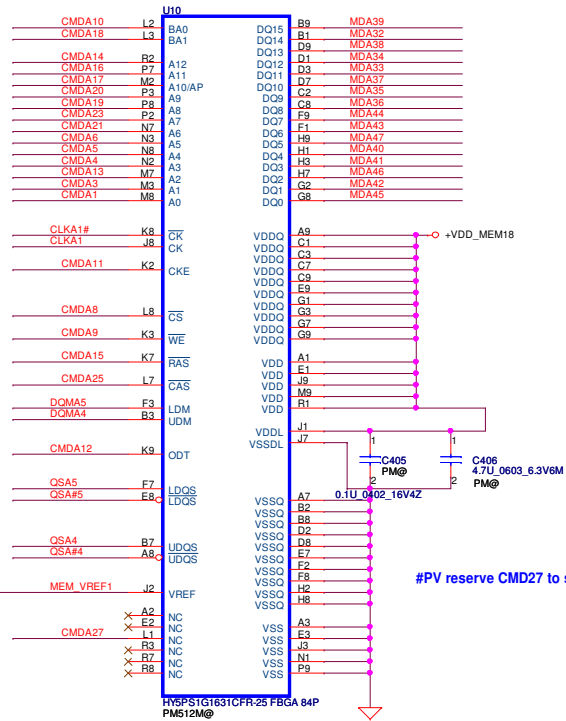 U10
CMDA10 L2 BA0 DQ15 B9 MDA39
CMDA18 L3 BA1 DQ14 B1 MDA32
DQ13 D9 MDA38
CMDA14 R2 A12 DQ12 D1 MDA34
CMDA16 P7 A11 DQ11 D3 MDA33
CMDA17 M2 A10/AP DQ10 D7 MDA37
CMDA20 P3 A9 DQ9 C2 MDA35
CMDA19 P8 A8 DQ8 C8 MDA36
CMDA23 P2 A7 DQ7 F9 MDA44
CMDA21 N7 A6 DQ6 F1 MDA43
CMDA6 N3 A5 DQ5 H9 MDA47
CMDA5 N8 A4 DQ4 H1 MDA40
CMDA4 N2 A3 DQ3 H3 MDA41
CMDA13 M7 A2 DQ2 H7 MDA46
CMDA3 M3 A1 DQ1 G2 MDA42
CMDA1 M8 A0 DQ0 G8 MDA45
CLKA1# K8 CK VDDQ A9 +VDD_MEM18
CLKA1 J8 CK VDDQ C1
VDDQ C3
CMDA11 K2 CKE VDDQ C7
VDDQ C9
VDDQ E9
VDDQ G1
CMDA8 L8 CS VDDQ G3
VDDQ G7
CMDA9 K3 WE VDDQ G9
CMDA15 K7 RAS VDD A1
VDD E1
CMDA25 L7 CAS VDD J9
VDD M9
DQMA5 F3 LDM VDD R1
DQMA4 B3 UDM
VDDL J1
VSSDL J7
1 1
CMDA12 K9 ODT C405 C406
PM@ 4.7U_0603_6.3V6M
2 2 PM@
0.1U_0402_16V4Z
QSA5 F7 LDQS
QSA#5 E8 LDQS VSSQ A7
VSSQ B2
VSSQ B8
VSSQ D2
QSA4 B7 UDQS VSSQ D8
QSA#4 A8 UDQS VSSQ E7
VSSQ F2
VSSQ F8
MEM_VREF1 J2 VREF VSSQ H2
VSSQ H8
#PV reserve CMD27 to s
A2 NC
E2 NC VSS A3
CMDA27 L1 NC VSS E3
R3 NC VSS J3
R7 NC VSS N1
R8 NC VSS P9
HY5PS1G1631CFR-25 FBGA 84P
PM512M@